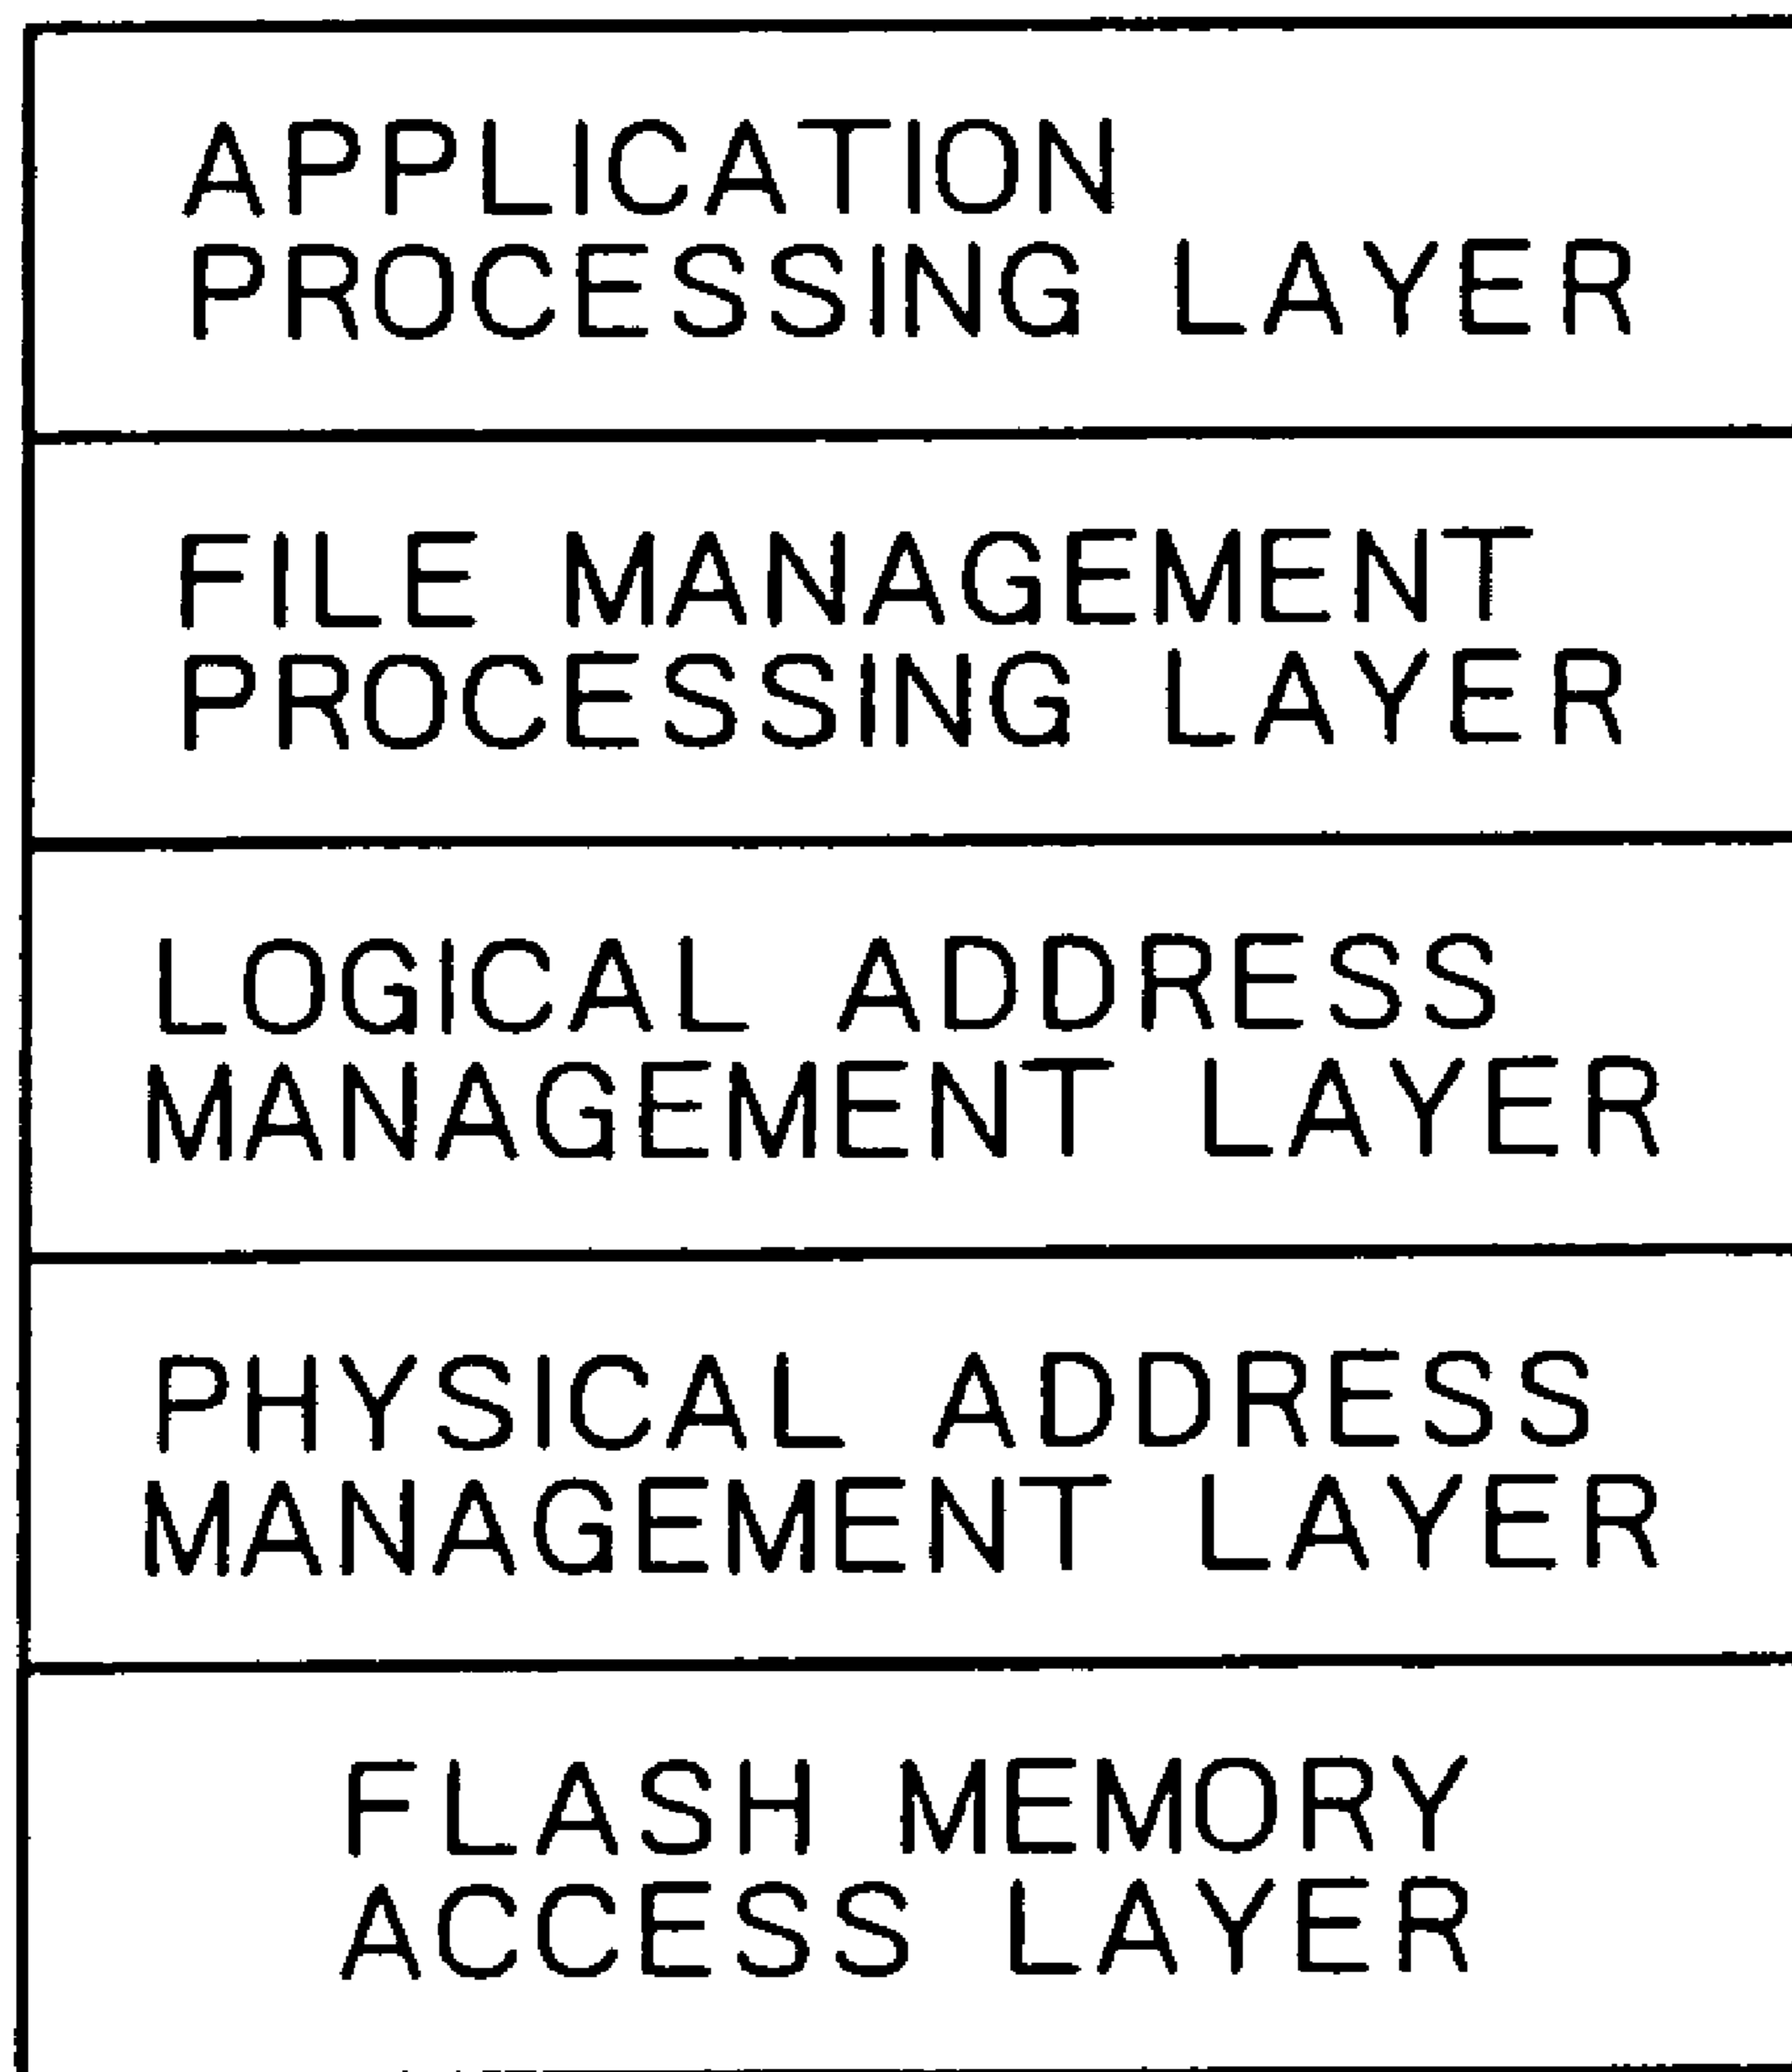 APPLICATION
PROCESSING LAYER
FILE MANAGEMENT
PROCESSING LAYER
LOGICAL ADDRESS
MANAGEMENT LAYER
PHYSICAL ADDRESS
MANAGEMENT LAYER
FLASH MEMORY
ACCESS LAYER